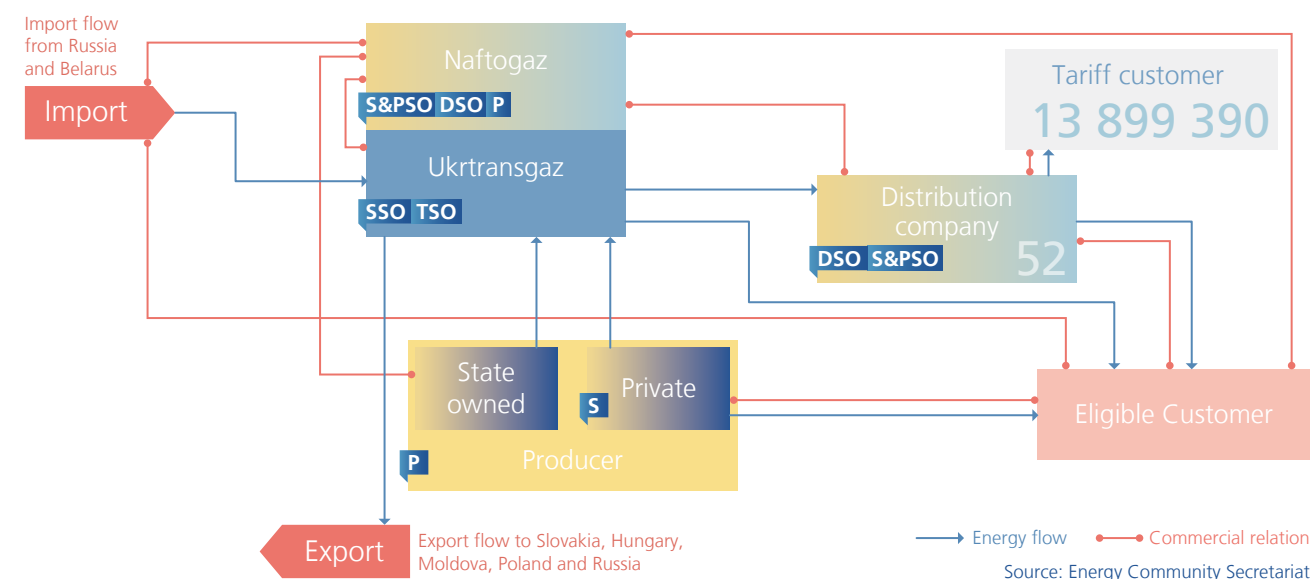 Import flow
from Russia
and Belarus
Import
Naftogaz
S&PSO DSO P
Ukrtransgaz
SSO TSO
Tariff customer
13 899 390
Distribution
company
52
DSO S&PSO
State
owned
Private
S
Producer
P
Eligible Customer
Export
Export flow to Slovakia, Hungary,
Moldova, Poland and Russia
Energy flow
Commercial relation
Source: Energy Community Secretariat